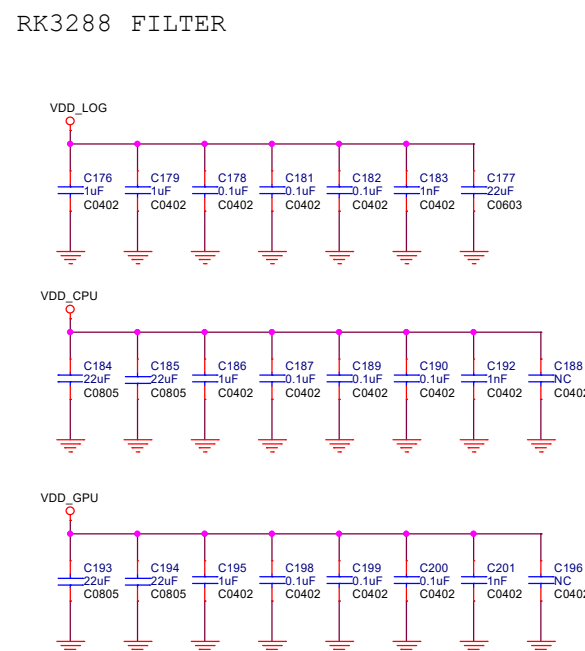 RK3288 FILTER
VDD_LOG
C176 C179 C178 C181 C182 C183 C177
1uF 1uF 0.1uF 0.1uF 0.1uF 1nF 22uF
C0402 C0402 C0402 C0402 C0402 C0402 C0603
VDD_CPU
C184 C185 C186 C187 C189 C190 C192 C188
22uF 22uF 1uF 0.1uF 0.1uF 0.1uF 1nF NC
C0805 C0805 C0402 C0402 C0402 C0402 C0402 C0402
VDD_GPU
C193 C194 C195 C198 C199 C200 C201 C196
22uF 22uF 1uF 0.1uF 0.1uF 0.1uF 1nF NC
C0805 C0805 C0402 C0402 C0402 C0402 C0402 C0402